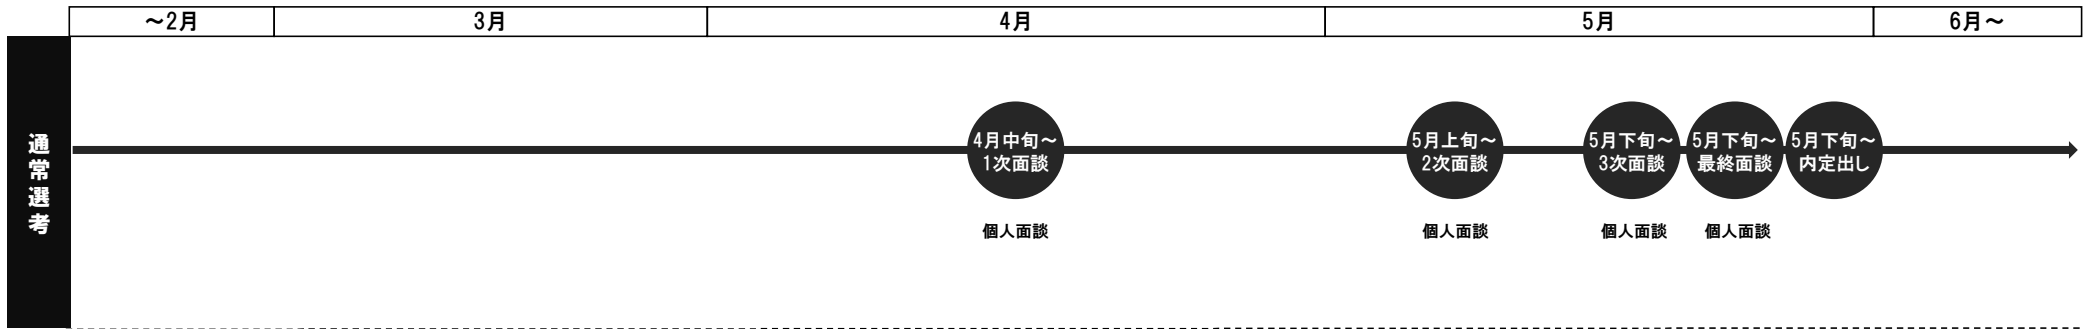 ～2月
3月
4月
5月
6月～
通常選考
4月中旬～
1次面談
5月上旬～
2次面談
5月下旬～
3次面談
5月下旬～
最終面談
5月下旬～
内定出し
個人面談
個人面談
個人面談
個人面談